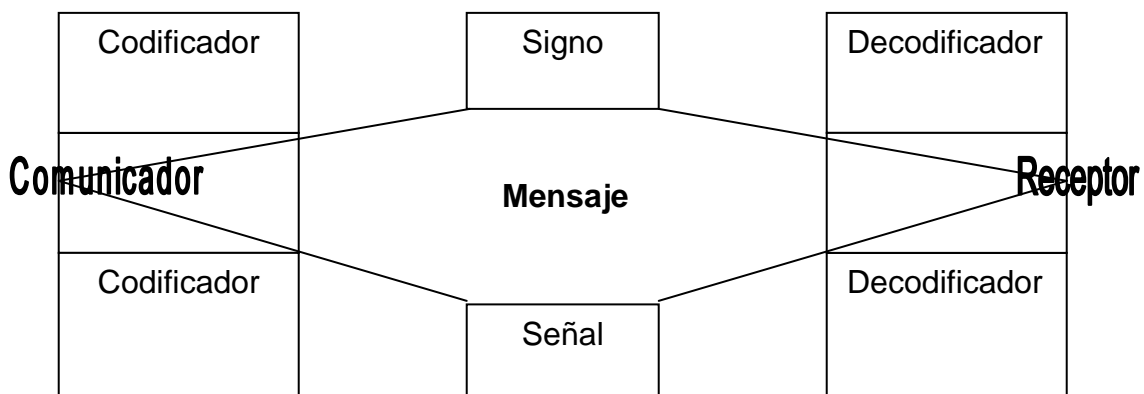 Codificador
Signo
Decodificador
Comunicador
Mensaje
Receptor
Codificador
Señal
Decodificador